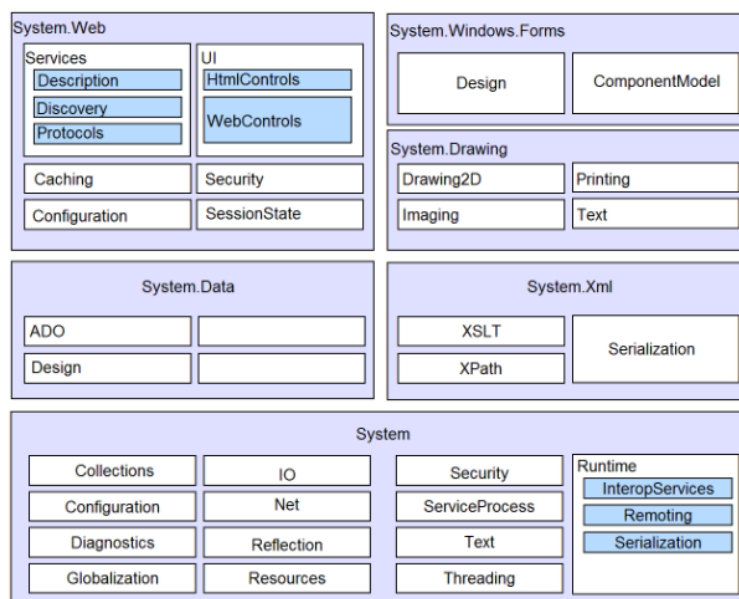 System.Web
Services
Description
Discovery
Protocols
UI
HtmlControls
WebControls
Caching
Security
Configuration
SessionState
System.Windows.Forms
Design
ComponentModel
System.Drawing
Drawing2D
Printing
Imaging
Text
System.Data
ADO
Design
System.Xml
XSLT
XPath
Serialization
System
Collections
IO
Security
Configuration
Net
ServiceProcess
Diagnostics
Reflection
Text
Globalization
Resources
Threading
Runtime
InteropServices
Remoting
Serialization